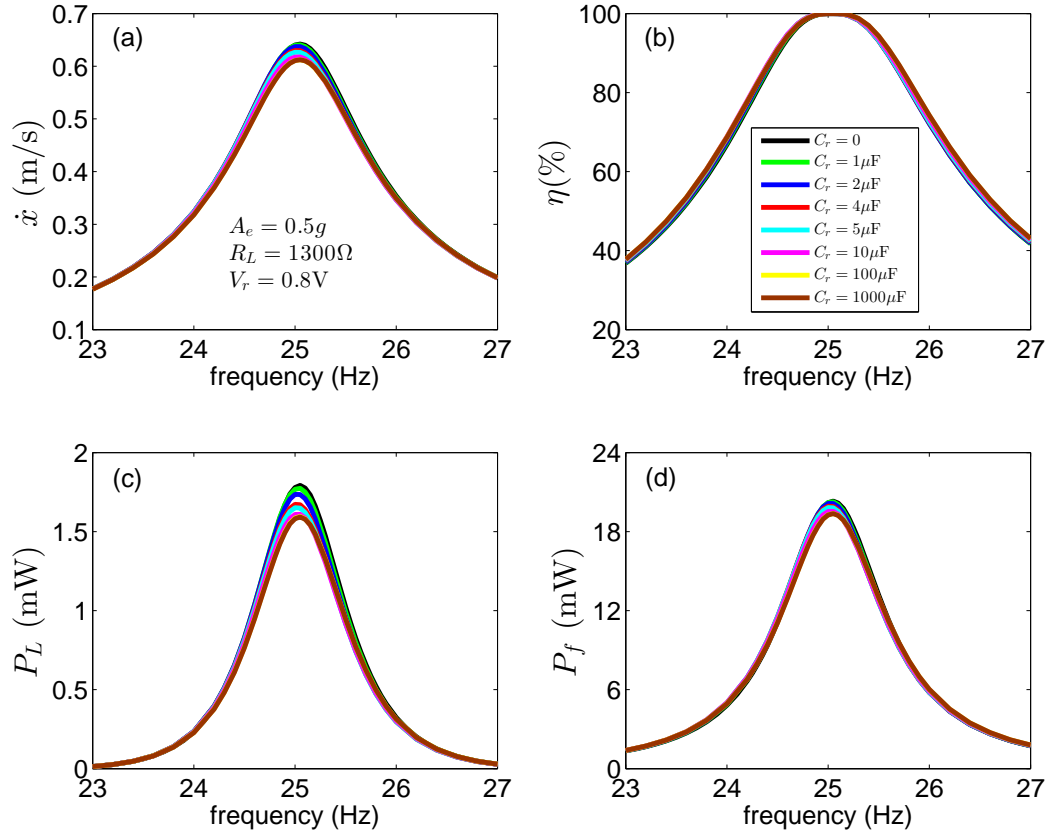 (a)
0.7
0.6
0.5
0.4
0.3
0.2
0.1
ẋ (m/s)
A_e = 0.5g
R_L = 1300Ω
V_r = 0.8V
23 24 25 26 27
frequency (Hz)
(b)
100
80
60
40
20
η(%)
C_r = 0
C_r = 1μF
C_r = 2μF
C_r = 4μF
C_r = 5μF
C_r = 10μF
C_r = 100μF
C_r = 1000μF
23 24 25 26 27
frequency (Hz)
(c)
2
1.5
1
0.5
0
P_L (mW)
23 24 25 26 27
frequency (Hz)
(d)
24
18
12
6
0
P_f (mW)
23 24 25 26 27
frequency (Hz)